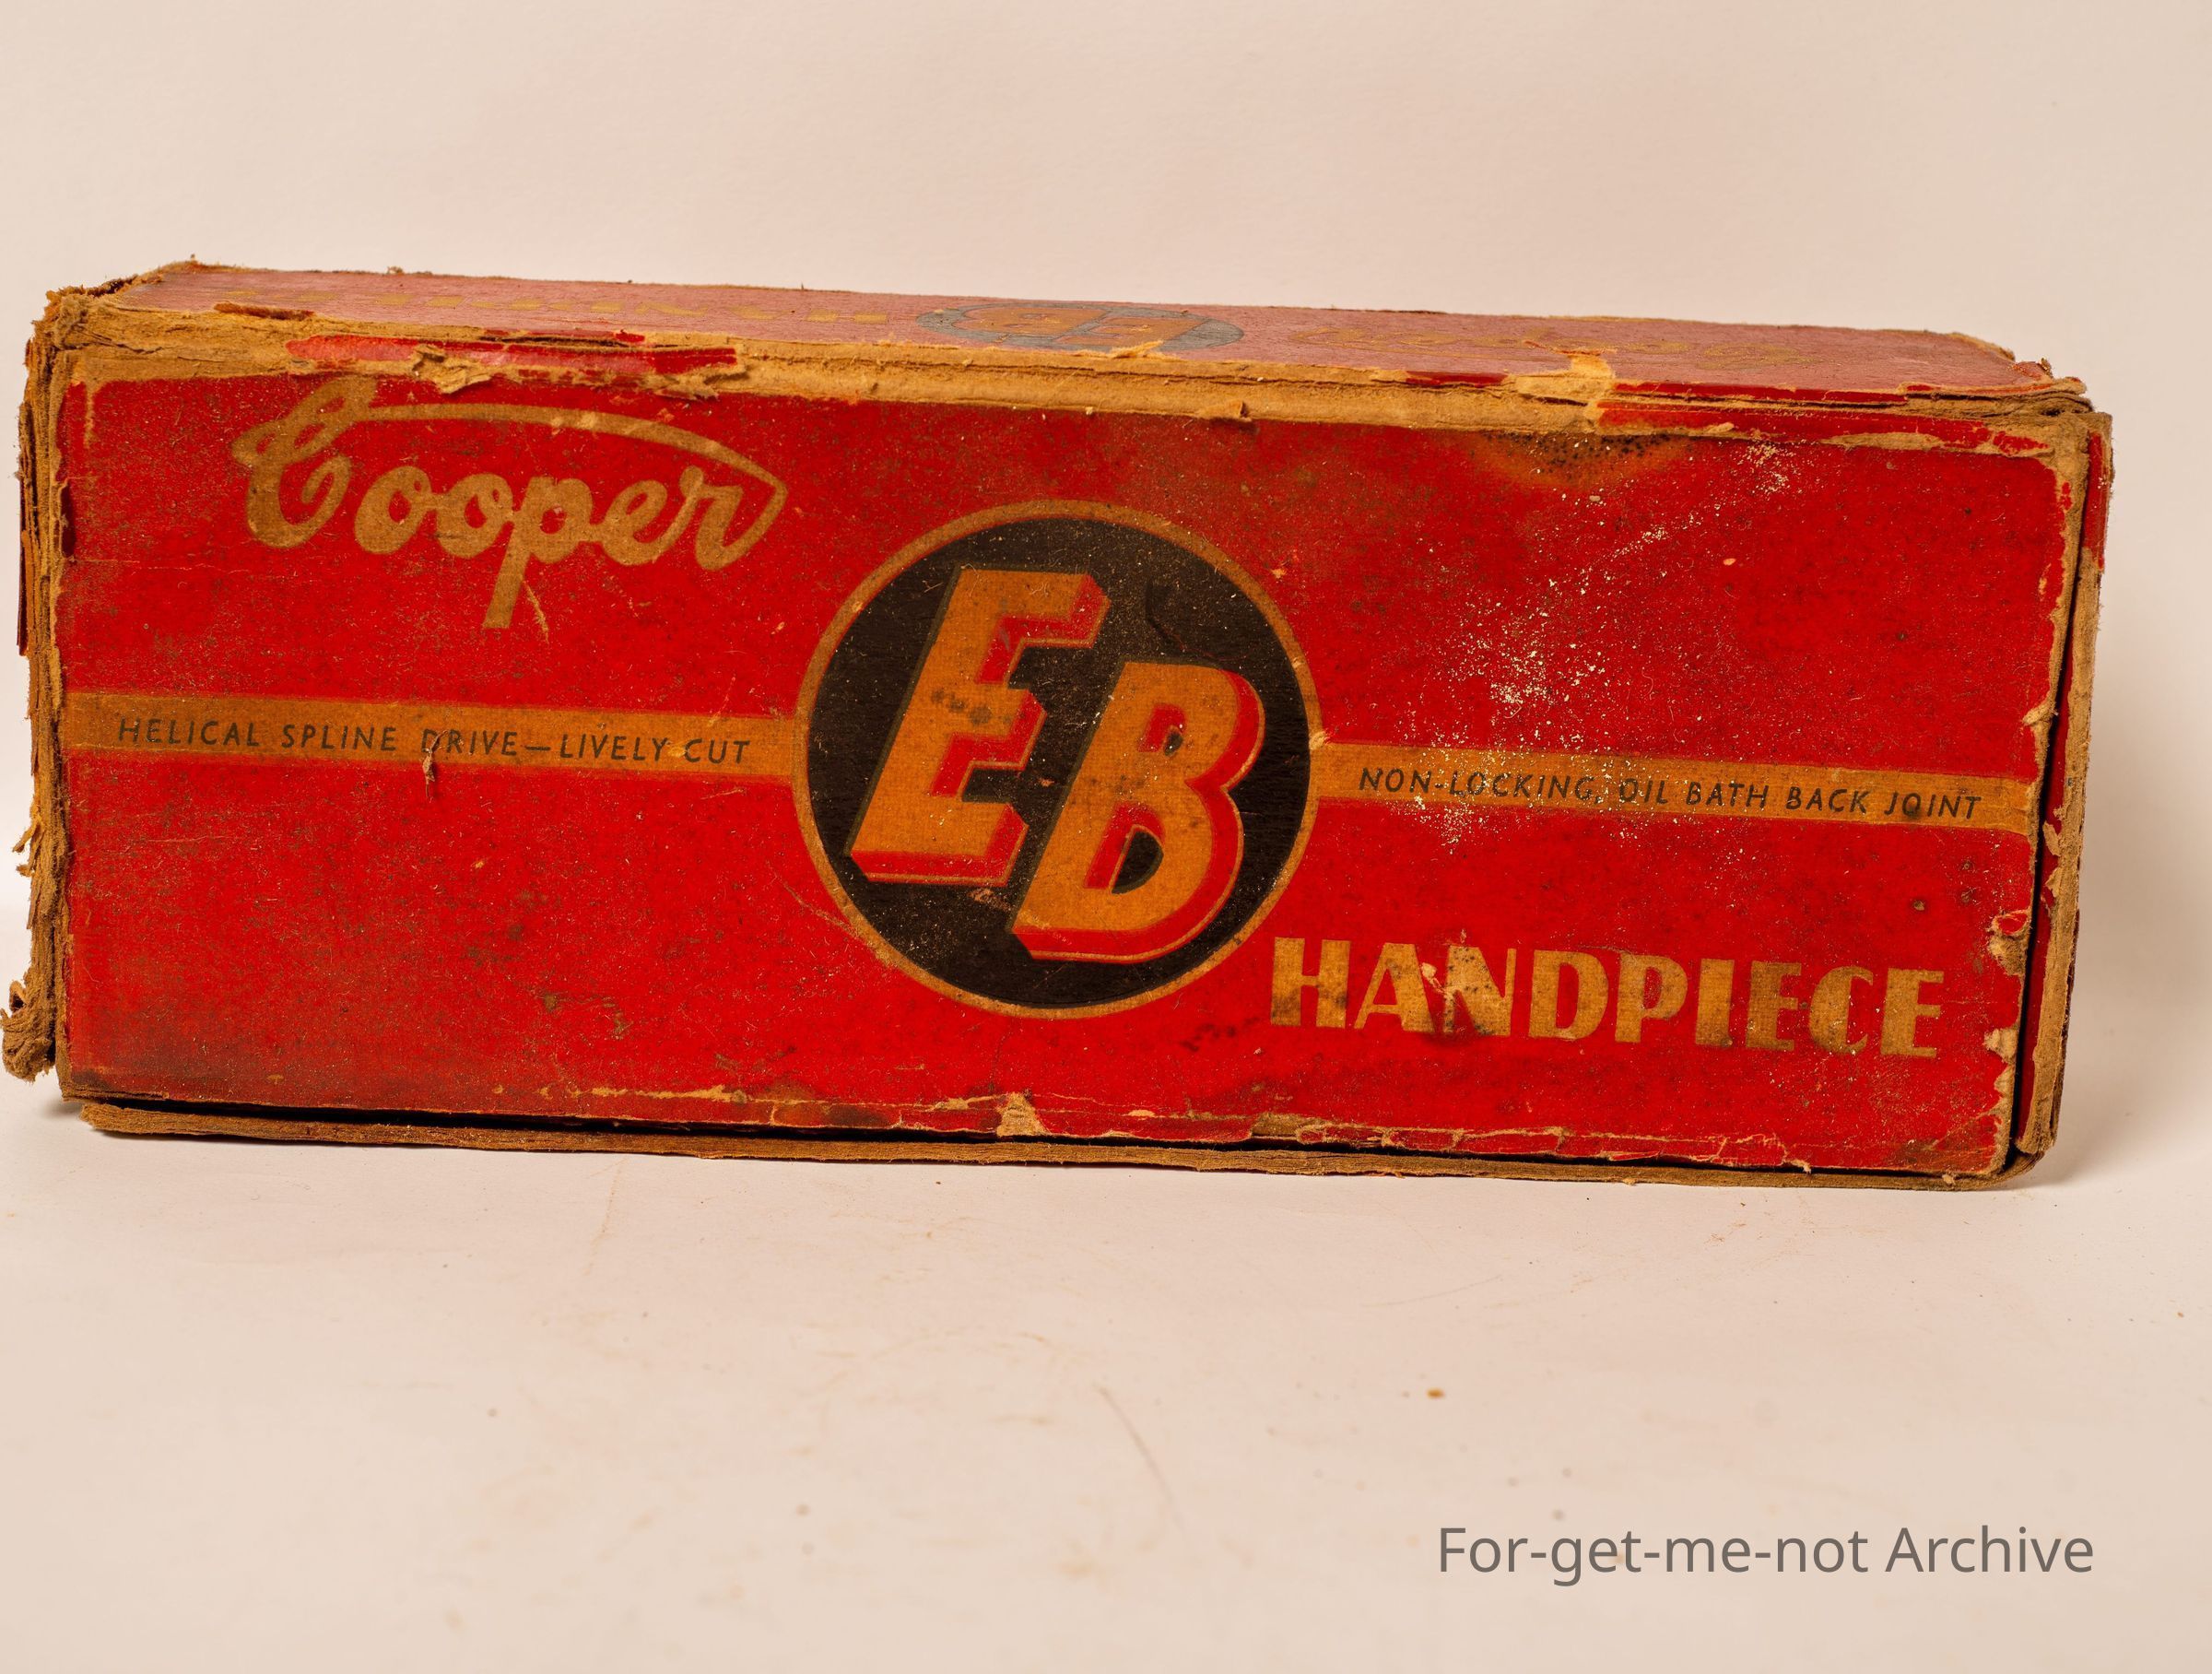 Cooper
EB
HELICAL SPLINE DRIVE—LIVELY CUT
NON-LOCKING, OIL BATH BACK JOINT
HANDPIECE
For-get-me-not Archive